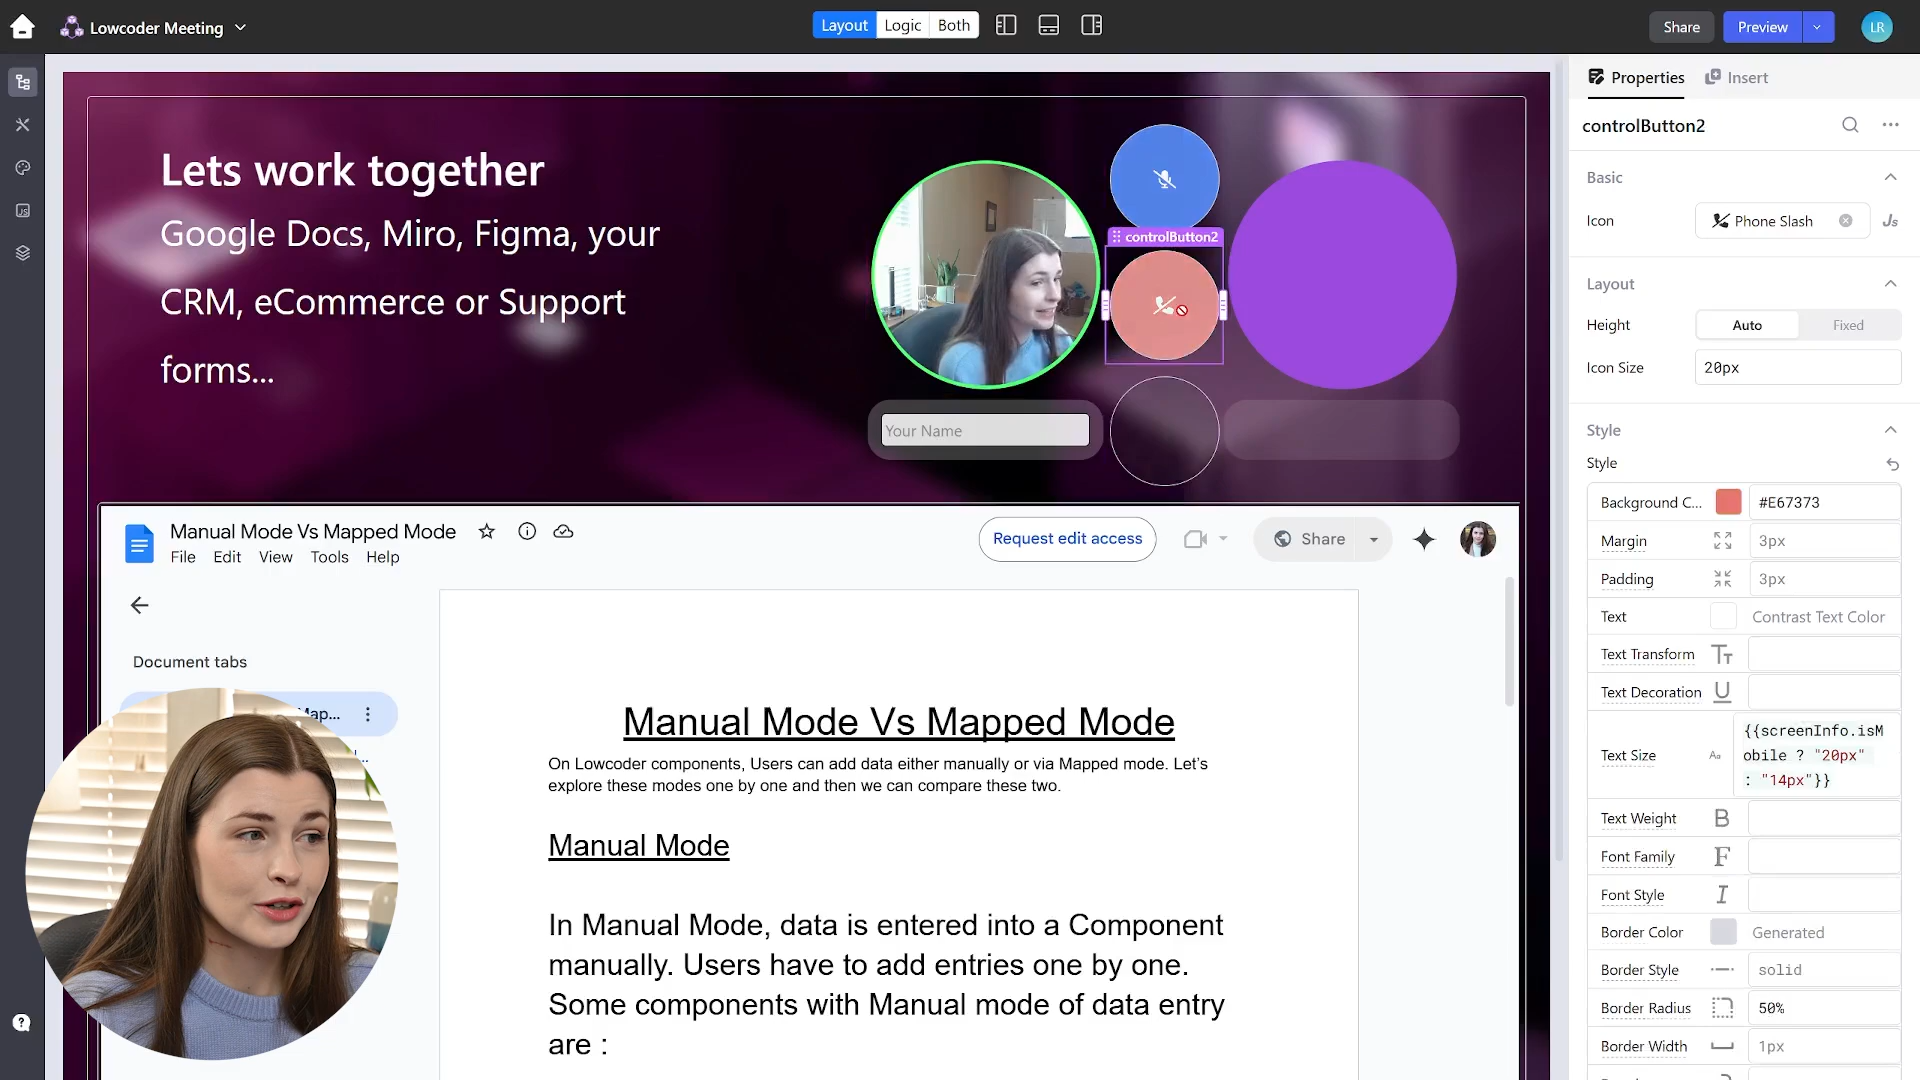 Lowcoder Meeting
Layout
Logic
Both
Share
Preview
LR
Properties
Insert
controlButton2
Basic
Icon
Phone Slash
Js
Layout
Height
Auto
Fixed
Icon Size
20px
Style
Style
Background C...
#E67373
Margin
3px
Padding
3px
Text
Contrast Text Color
Text Transform
Text Decoration
Text Size
{{screenInfo.isM
obile ? "20px"
: "14px"}}
Text Weight
Font Family
Font Style
Border Color
Generated
Border Style
solid
Border Radius
50%
Border Width
1px
Lets work together
Google Docs, Miro, Figma, your
CRM, eCommerce or Support
forms...
controlButton2
Your Name
Manual Mode Vs Mapped Mode
File Edit View Tools Help
Request edit access
Share
Document tabs
Map...
Manual Mode Vs Mapped Mode
On Lowcoder components, Users can add data either manually or via Mapped mode. Let's
explore these modes one by one and then we can compare these two.
Manual Mode
In Manual Mode, data is entered into a Component
manually. Users have to add entries one by one.
Some components with Manual mode of data entry
are :